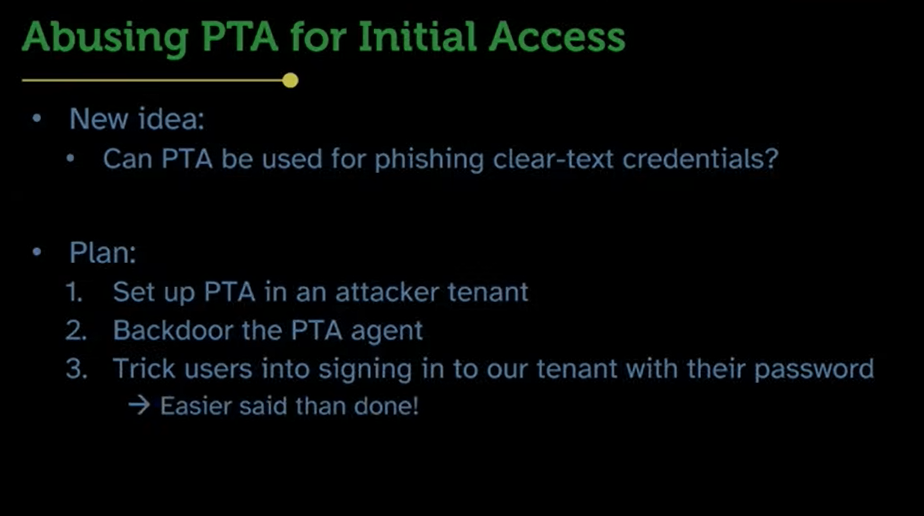 Abusing PTA for Initial Access
• New idea:
• Can PTA be used for phishing clear-text credentials?
• Plan:
1. Set up PTA in an attacker tenant
2. Backdoor the PTA agent
3. Trick users into signing in to our tenant with their password
→ Easier said than done!